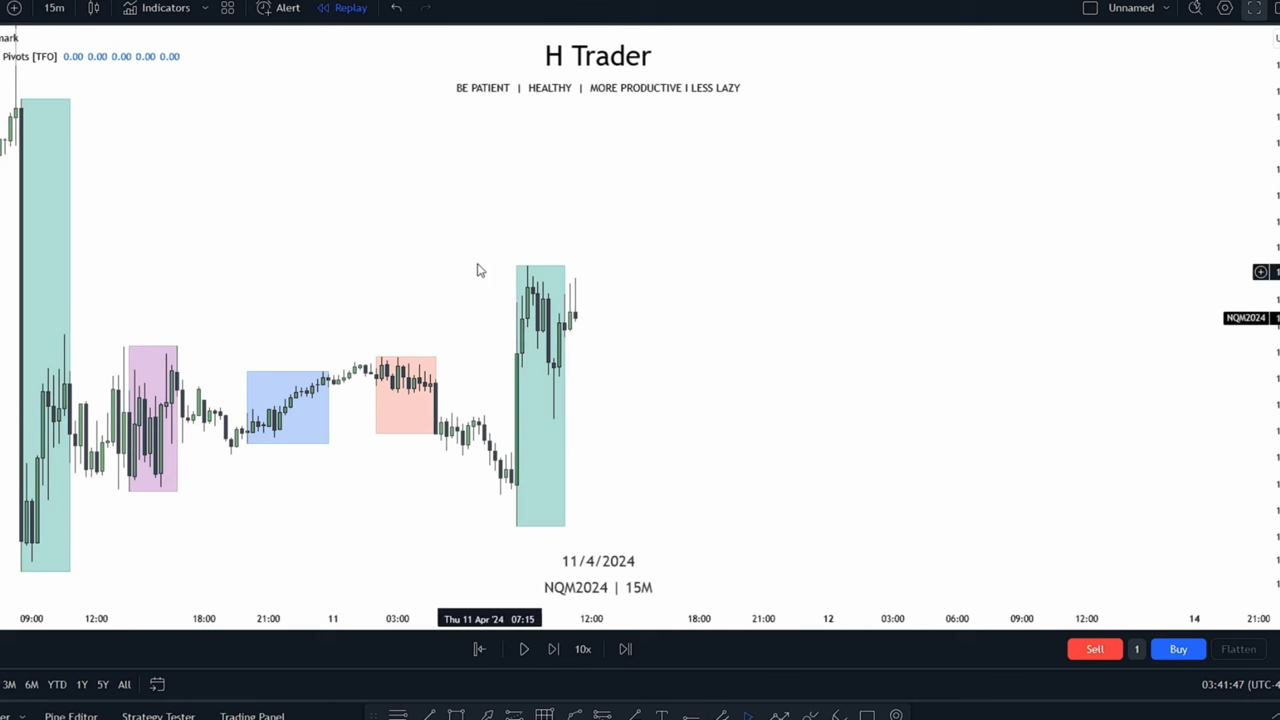 15m Indicators Alert Replay Unnamed
mark
Pivots [TFO] 0.00 0.00 0.00 0.00 0.00
H Trader
BE PATIENT | HEALTHY | MORE PRODUCTIVE I LESS LAZY
NQM2024
11/4/2024
NQM2024 | 15M
09:00 12:00 18:00 21:00 11 03:00 Thu 11 Apr '24 07:15 12:00 18:00 21:00 12 03:00 06:00 09:00 12:00 14 21:00
10x Sell 1 Buy Flatten
3M 6M YTD 1Y 5Y All 03:41:47 (UTC-4
Pine Editor Strategy Tester Trading Panel